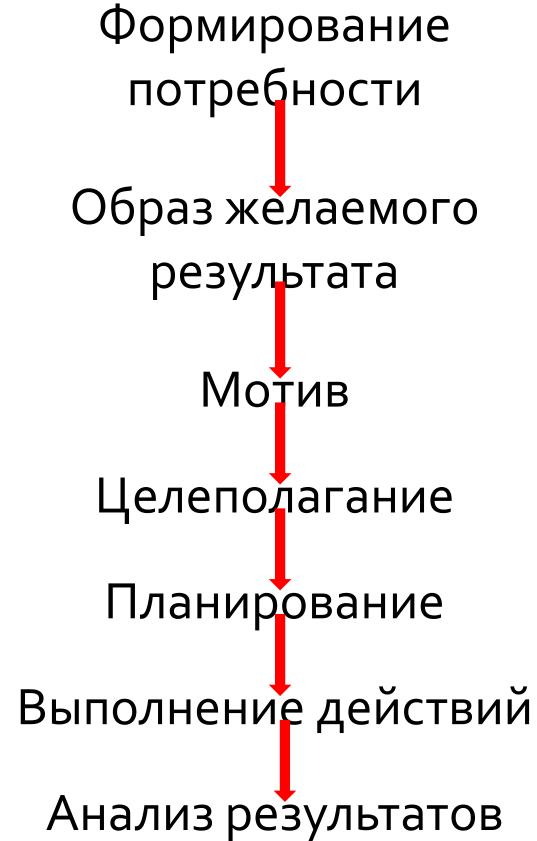 Формирование
потребности
Образ желаемого
результата
Мотив
Целеполагание
Планирование
Выполнение действий
Анализ результатов